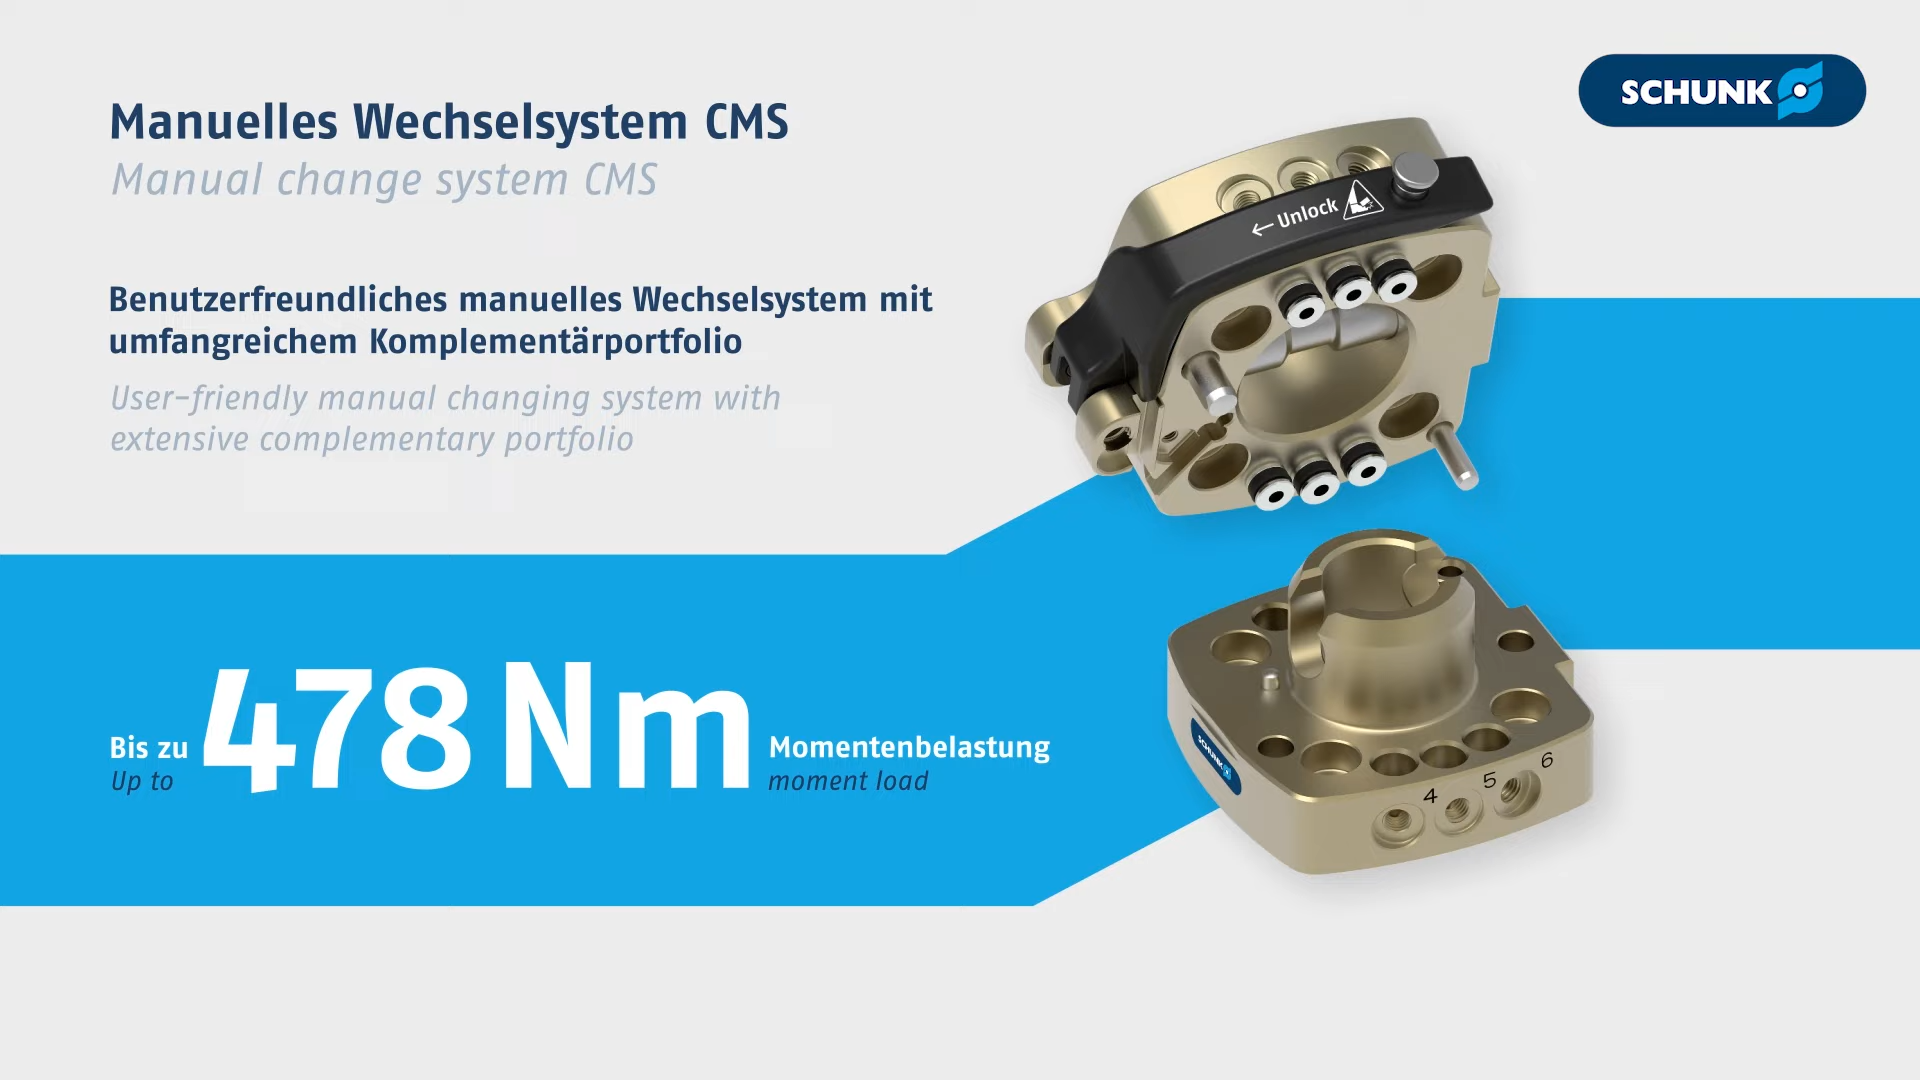 SCHUNK
Manuelles Wechselsystem CMS
Manual change system CMS
Benutzerfreundliches manuelles Wechselsystem mit
umfangreichem Komplementärportfolio
User-friendly manual changing system with
extensive complementary portfolio
← Unlock
Bis zu 478 Nm Momentenbelastung
Up to moment load
SCHUNK
4 5 6